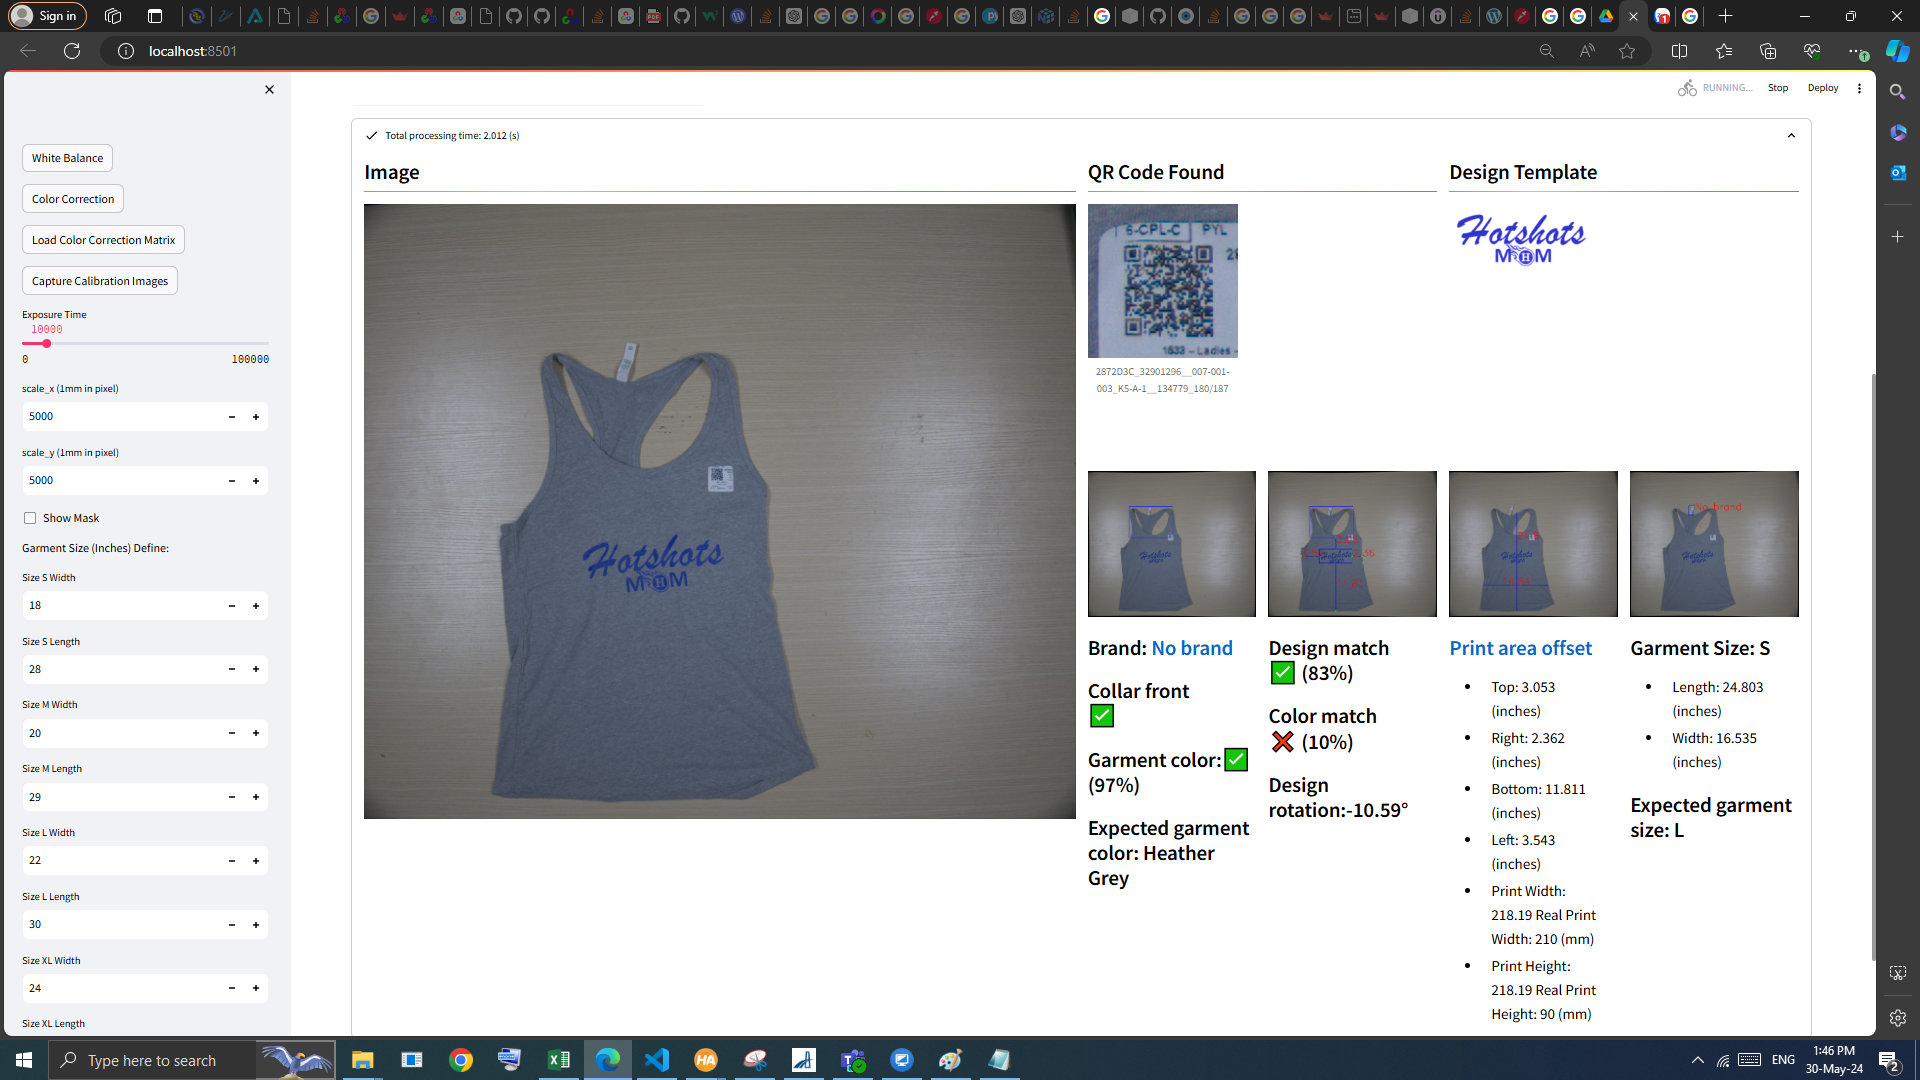 Sign in
localhost:8501
RUNNING...
Stop
Deploy
White Balance
Color Correction
Load Color Correction Matrix
Capture Calibration Images
Exposure Time
10000
0
100000
scale_x (1mm in pixel)
5000
scale_y (1mm in pixel)
5000
Show Mask
Garment Size (Inches) Define:
Size S Width
18
Size S Length
28
Size M Width
20
Size M Length
29
Size L Width
22
Size L Length
30
Size XL Width
24
Size XL Length
Total processing time: 2.012 (s)
Image
Hotshots
MOM
QR Code Found
6-CPL-C
PYL
1533 – Ladies -
2872D3C_32901296__007-001-
003_K5-A-1__134779_180/187
Design Template
Hotshots
MHM
No brand
Brand: No brand
Collar front
Garment color:
(97%)
Expected garment
color: Heather
Grey
Design match
(83%)
Color match
(10%)
Design
rotation:-10.59°
Print area offset
Top: 3.053
(inches)
Right: 2.362
(inches)
Bottom: 11.811
(inches)
Left: 3.543
(inches)
Print Width:
218.19 Real Print
Width: 210 (mm)
Print Height:
218.19 Real Print
Height: 90 (mm)
Garment Size: S
Length: 24.803
(inches)
Width: 16.535
(inches)
Expected garment
size: L
Type here to search
ENG
1:46 PM
30-May-24
2